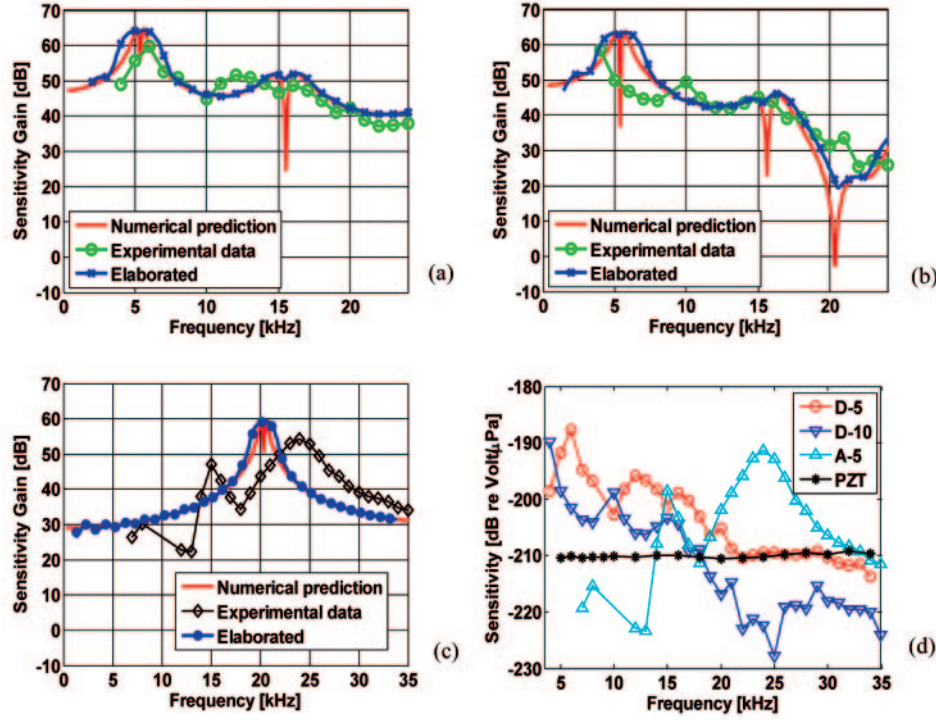 70
60
50
40
30
20
10
0
-10
Sensitivity Gain [dB]
Numerical prediction
Experimental data
Elaborated
0 5 10 15 20
Frequency [kHz]
(a)
70
60
50
40
30
20
10
0
-10
Sensitivity Gain [dB]
Numerical prediction
Experimental data
Elaborated
0 5 10 15 20
Frequency [kHz]
(b)
70
60
50
40
30
20
10
0
-10
Sensitivity Gain [dB]
Numerical prediction
Experimental data
Elaborated
0 5 10 15 20 25 30 35
Frequency [kHz]
(c)
-180
-190
-200
-210
-220
-230
Sensitivity [dB re Volt/μPa]
D-5
D-10
A-5
PZT
5 10 15 20 25 30 35
Frequency [kHz]
(d)